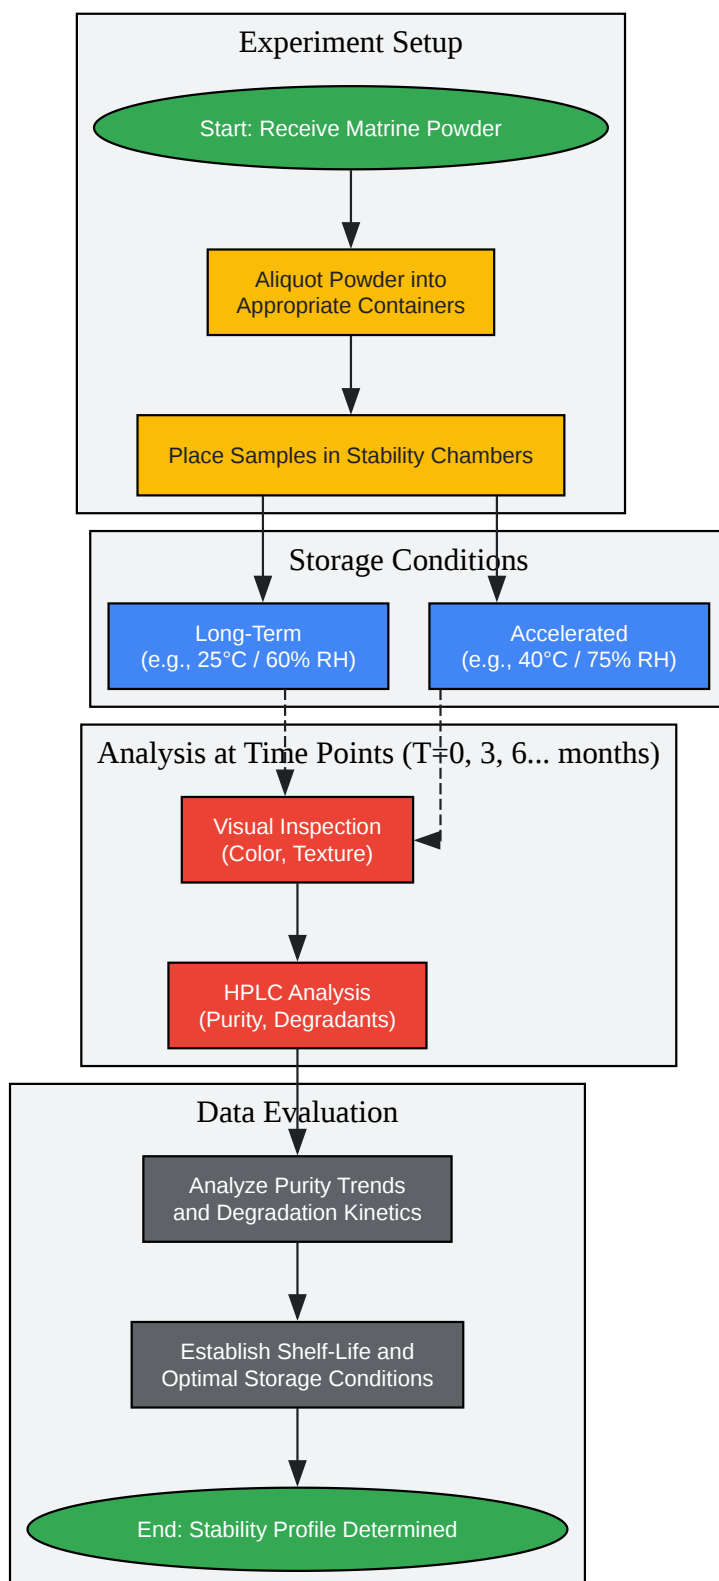 Experiment Setup
Start: Receive Matrine Powder
Aliquot Powder into
Appropriate Containers
Place Samples in Stability Chambers
Storage Conditions
Long-Term
(e.g., 25°C / 60% RH)
Accelerated
(e.g., 40°C / 75% RH)
Analysis at Time Points (T=0, 3, 6... months)
Visual Inspection
(Color, Texture)
HPLC Analysis
(Purity, Degradants)
Data Evaluation
Analyze Purity Trends
and Degradation Kinetics
Establish Shelf-Life and
Optimal Storage Conditions
End: Stability Profile Determined